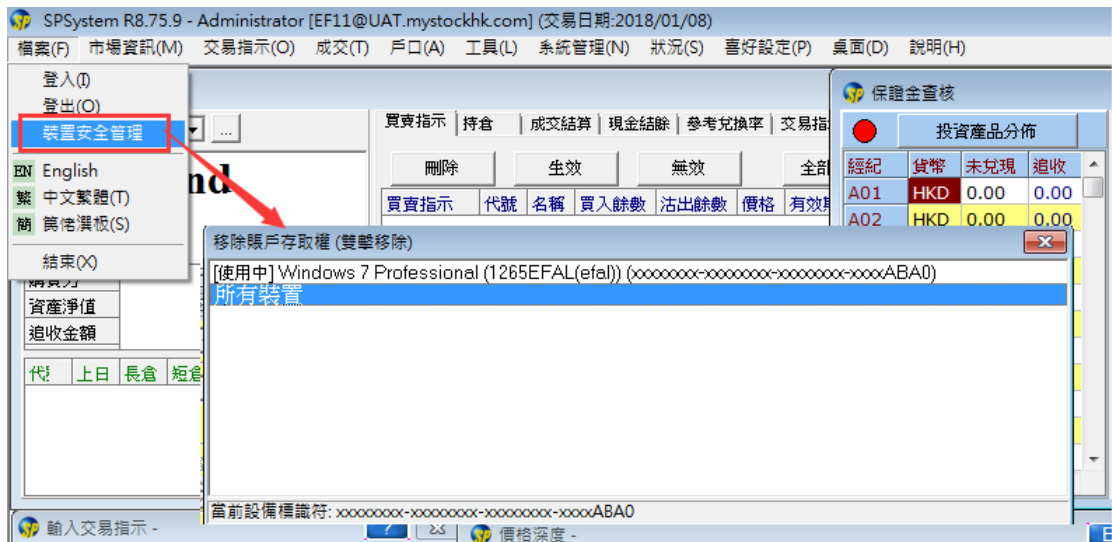 SPSystem R8.75.9 - Administrator [EF11@UAT.mystockhk.com] (交易日期:2018/01/08)
檔案(F) 市場資訊(M) 交易指示(O) 成交(T) 戶口(A) 工具(L) 系統管理(N) 狀況(S) 喜好設定(P) 桌面(D) 說明(H)
登入(I)
登出(O)
裝置安全管理
EN English
繁 中文繁體(T)
簡 筩佬潠板(S)
結束(X)
...
nd
買賣指示 持倉 成交結算 現金結餘 參考兌換率 交易指
刪除 生效 無效 全部
買賣指示 代號 名稱 買入餘數 沽出餘數 價格 有效期
保證金查核
投資產品分佈
經紀 貨幣 未兌現 追收
A01 HKD 0.00 0.00
A02 HKD 0.00 0.00
資產淨值
追收金額
上日 長倉 短倉
移除賬戶存取權 (雙擊移除)
[使用中] Windows 7 Professional (1265EFAL(efal)) (xxxxxxxx-xxxxxxxx-xxxxxxxx-xxxxABA0)
所有裝置
當前設備標識符: xxxxxxxx-xxxxxxxx-xxxxxxxx-xxxxABA0
輸入交易指示 -
價格深度 -